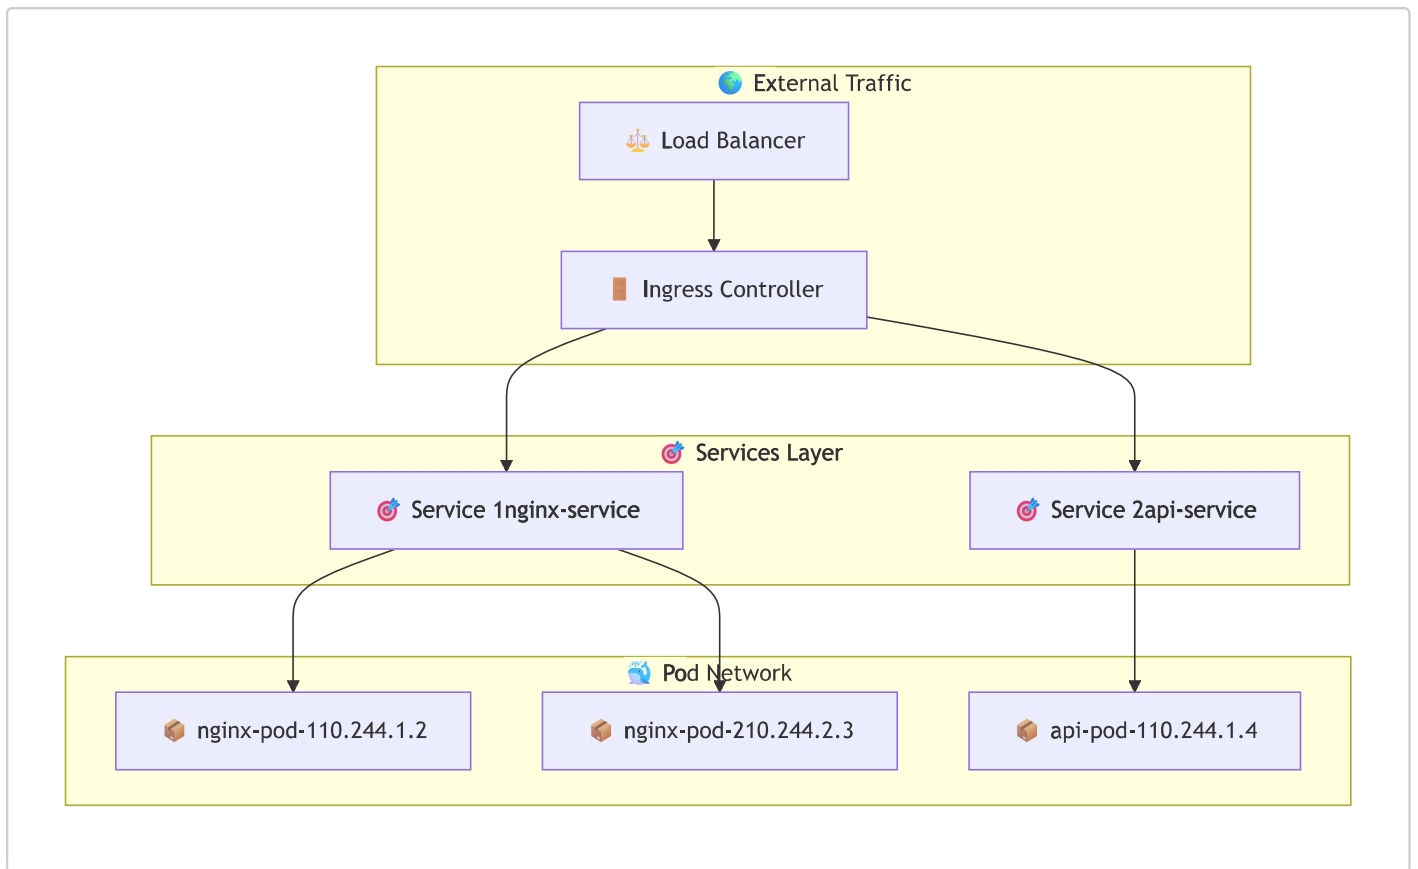 🌍 External Traffic
⚖️ Load Balancer
🚪 Ingress Controller
🎯 Services Layer
🎯 Service 1nginx-service
🎯 Service 2api-service
🐳 Pod Network
📦 nginx-pod-110.244.1.2
📦 nginx-pod-210.244.2.3
📦 api-pod-110.244.1.4